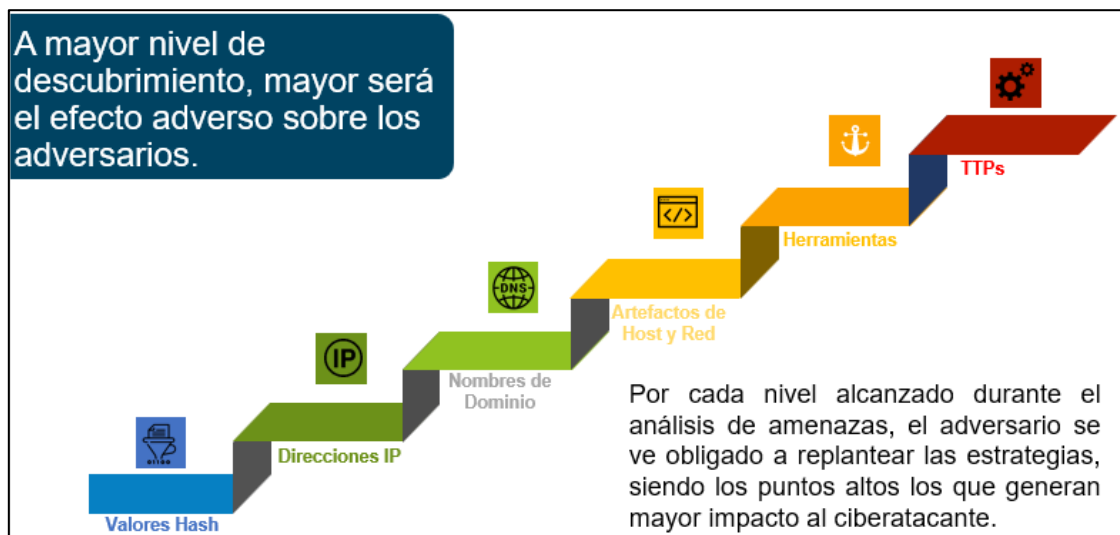 A mayor nivel de
descubrimiento, mayor será
el efecto adverso sobre los
adversarios.
TTPs
Herramientas
</>
Artefactos de
Host y Red
DNS
Nombres de
Dominio
IP
Direcciones IP
Valores Hash
Por cada nivel alcanzado durante el
análisis de amenazas, el adversario se
ve obligado a replantear las estrategias,
siendo los puntos altos los que generan
mayor impacto al ciberatacante.